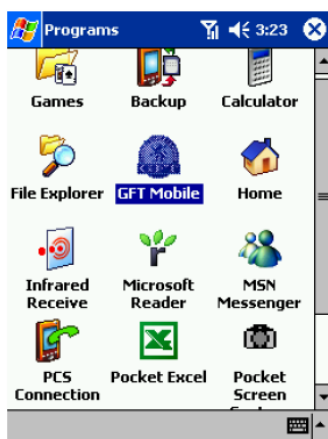 Programs 3:23
Games Backup Calculator
File Explorer GFT Mobile Home
Infrared Microsoft MSN
Receive Reader Messenger
PCS Pocket Excel Pocket
Connection Screen